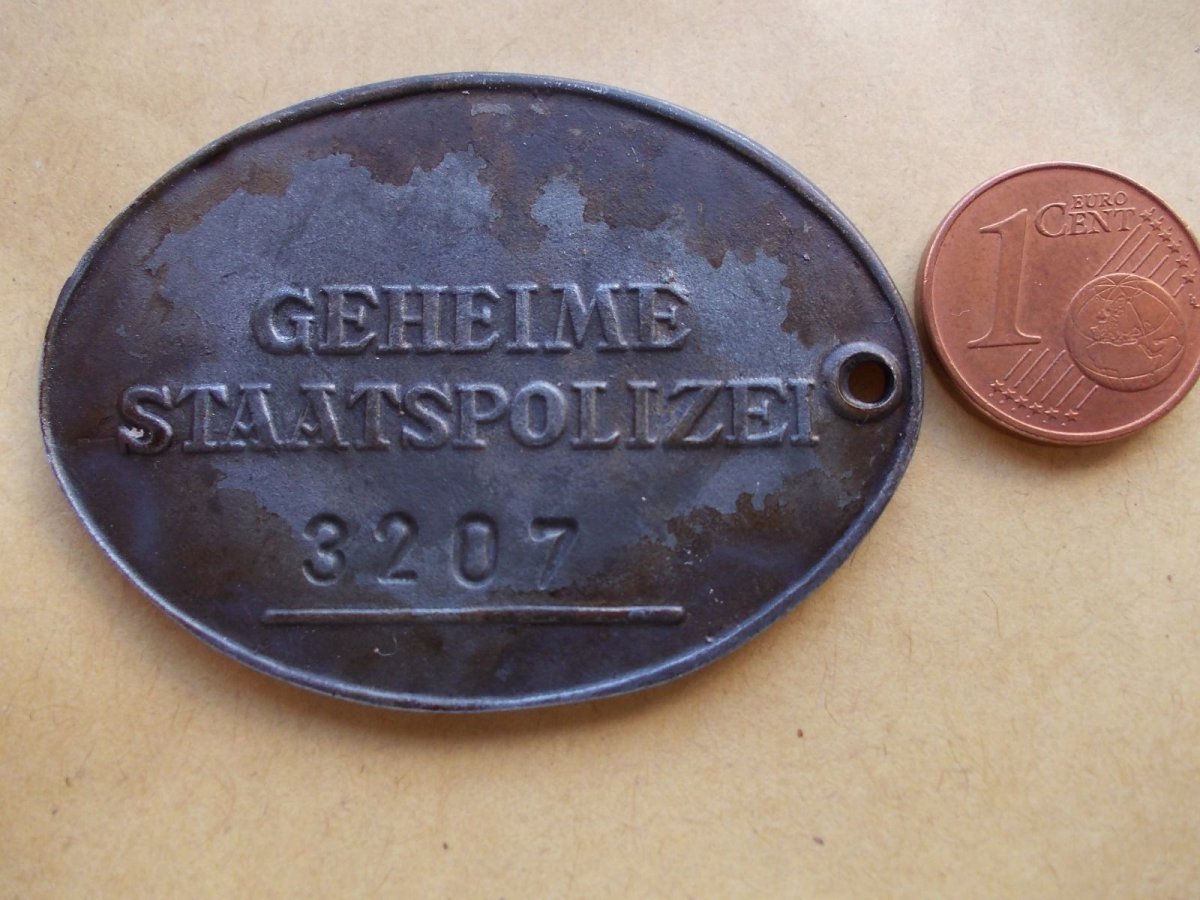 GEHEIME
STAATSPOLIZEI
3207
1
EURO
CENT